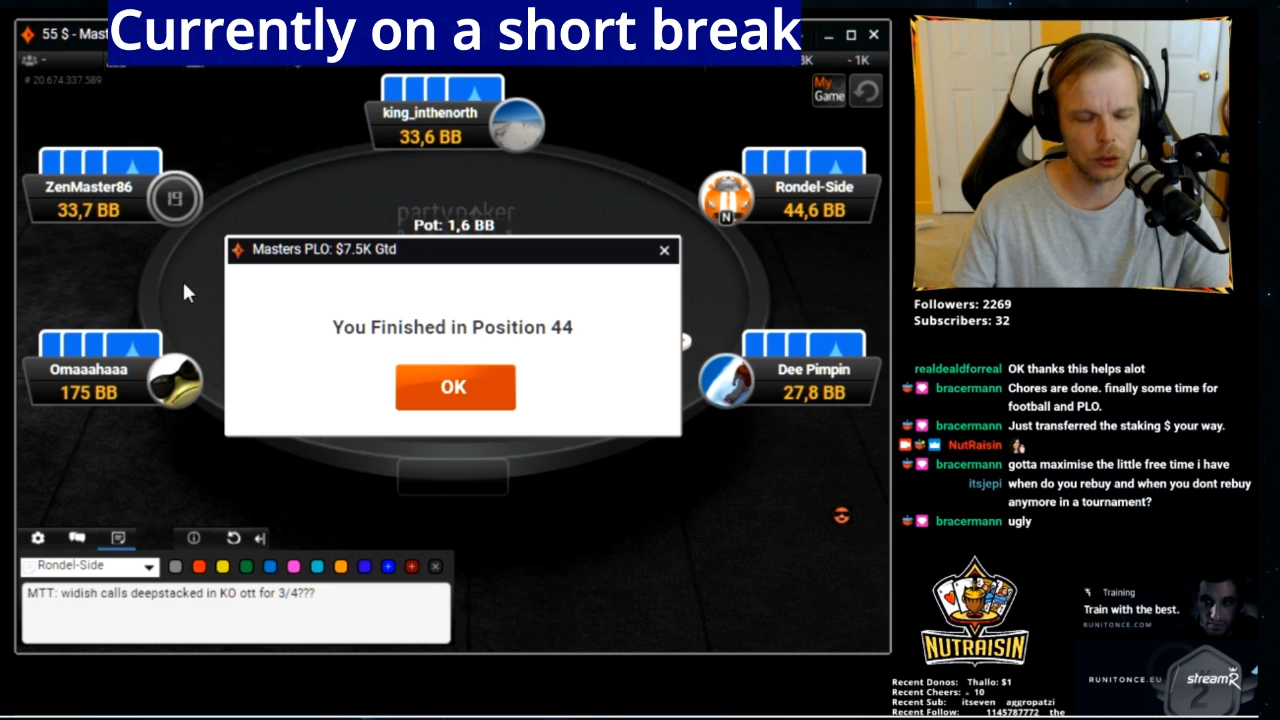 Currently on a short break
55 $ - Mast
3K
- 1K
# 20.674.337.589
My
Game
king_inthenorth
33,6 BB
ZenMaster86
33,7 BB
19
Rondel-Side
44,6 BB
N
partypoker
Pot: 1,6 BB
Masters PLO: $7.5K Gtd
You Finished in Position 44
OK
Omaaahaaa
175 BB
Dee Pimpin
27,8 BB
Rondel-Side
MTT: widish calls deepstacked in KO ott for 3/4???
Followers: 2269
Subscribers: 32
realdealdforreal OK thanks this helps alot
bracermann Chores are done. finally some time for
football and PLO.
bracermann Just transferred the staking $ your way.
NutRaisin
bracermann gotta maximise the little free time i have
itsjepi when do you rebuy and when you dont rebuy
anymore in a tournament?
bracermann ugly
NUTRAISIN
Training
Train with the best.
RUNITONCE.COM
RUNITONCE.EU
streamR
2
Recent Donos: Thallo: $1
Recent Cheers: 10
Recent Sub: itseven aggropatzi
Recent Follow: 1145787772 the